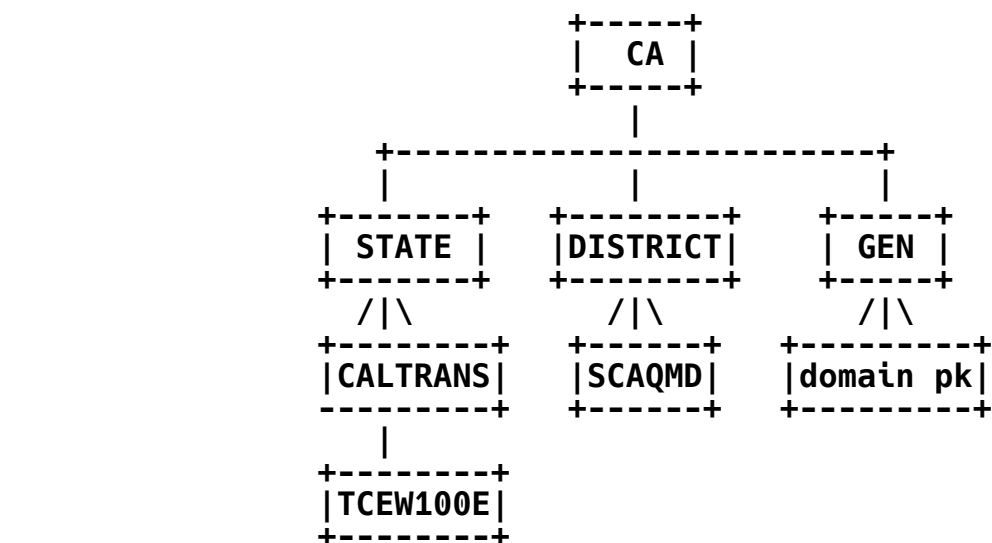 CA
STATE DISTRICT GEN
CALTRANS SCAQMD domain pk
TCEW100E